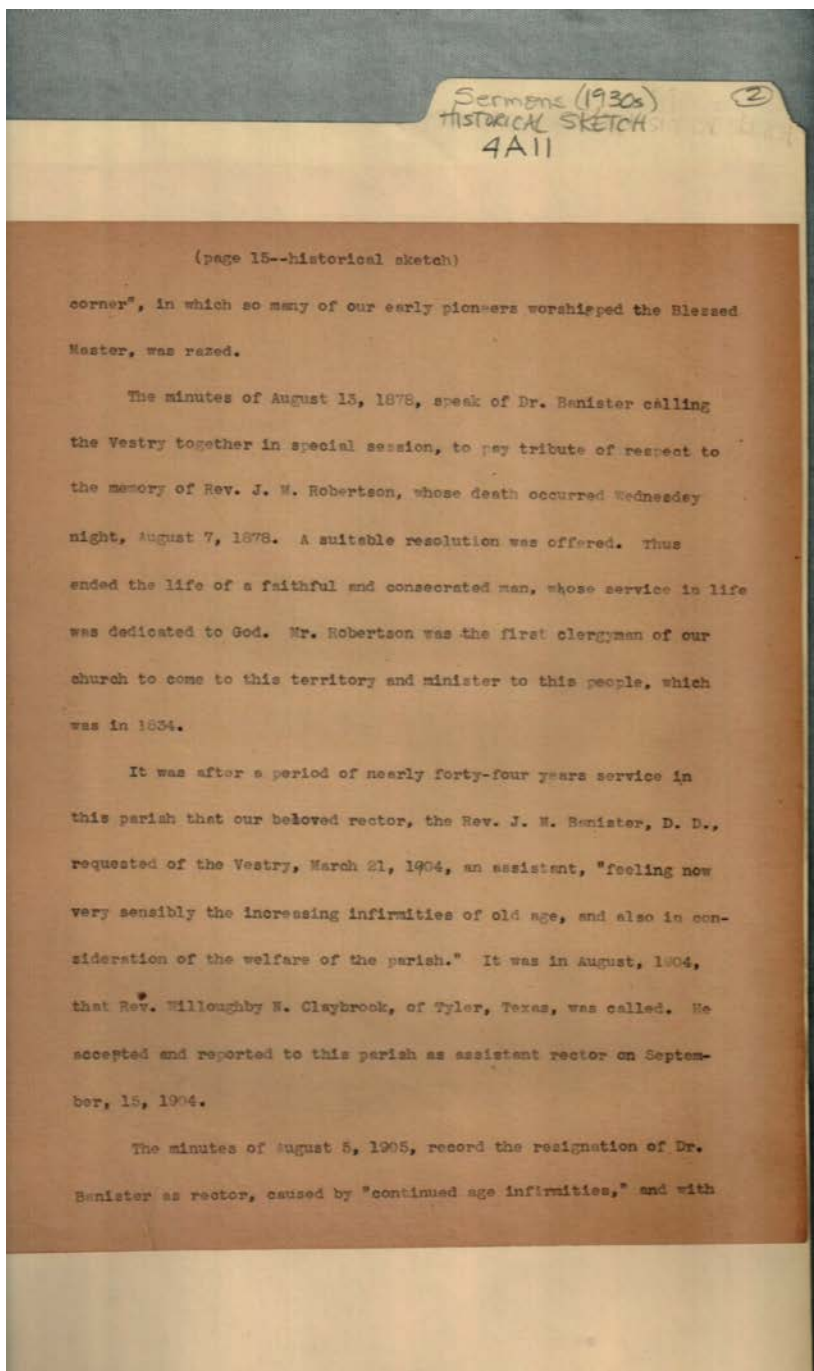 Sermons (1930s) ②
HISTORICAL SKETCH
4A11
(page 15--historical sketch)
corner", in which so many of our early pioneers worshipped the Blessed
Master, was razed.
The minutes of August 13, 1878, speak of Dr. Banister calling
the Vestry together in special session, to pay tribute of respect to
the memory of Rev. J. W. Robertson, whose death occurred Wednesday
night, August 7, 1878. A suitable resolution was offered. Thus
ended the life of a faithful and consecrated man, whose service in life
was dedicated to God. Mr. Robertson was the first clergyman of our
church to come to this territory and minister to this people, which
was in 1834.
It was after a period of nearly forty-four years service in
this parish that our beloved rector, the Rev. J. M. Banister, D. D.,
requested of the Vestry, March 21, 1904, an assistant, "feeling now
very sensibly the increasing infirmities of old age, and also in con-
sideration of the welfare of the parish." It was in August, 1904,
that Rev. Willoughby N. Claybrook, of Tyler, Texas, was called. He
accepted and reported to this parish as assistant rector on Septem-
ber, 15, 1904.
The minutes of August 5, 1905, record the resignation of Dr.
Banister as rector, caused by "continued age infirmities," and with